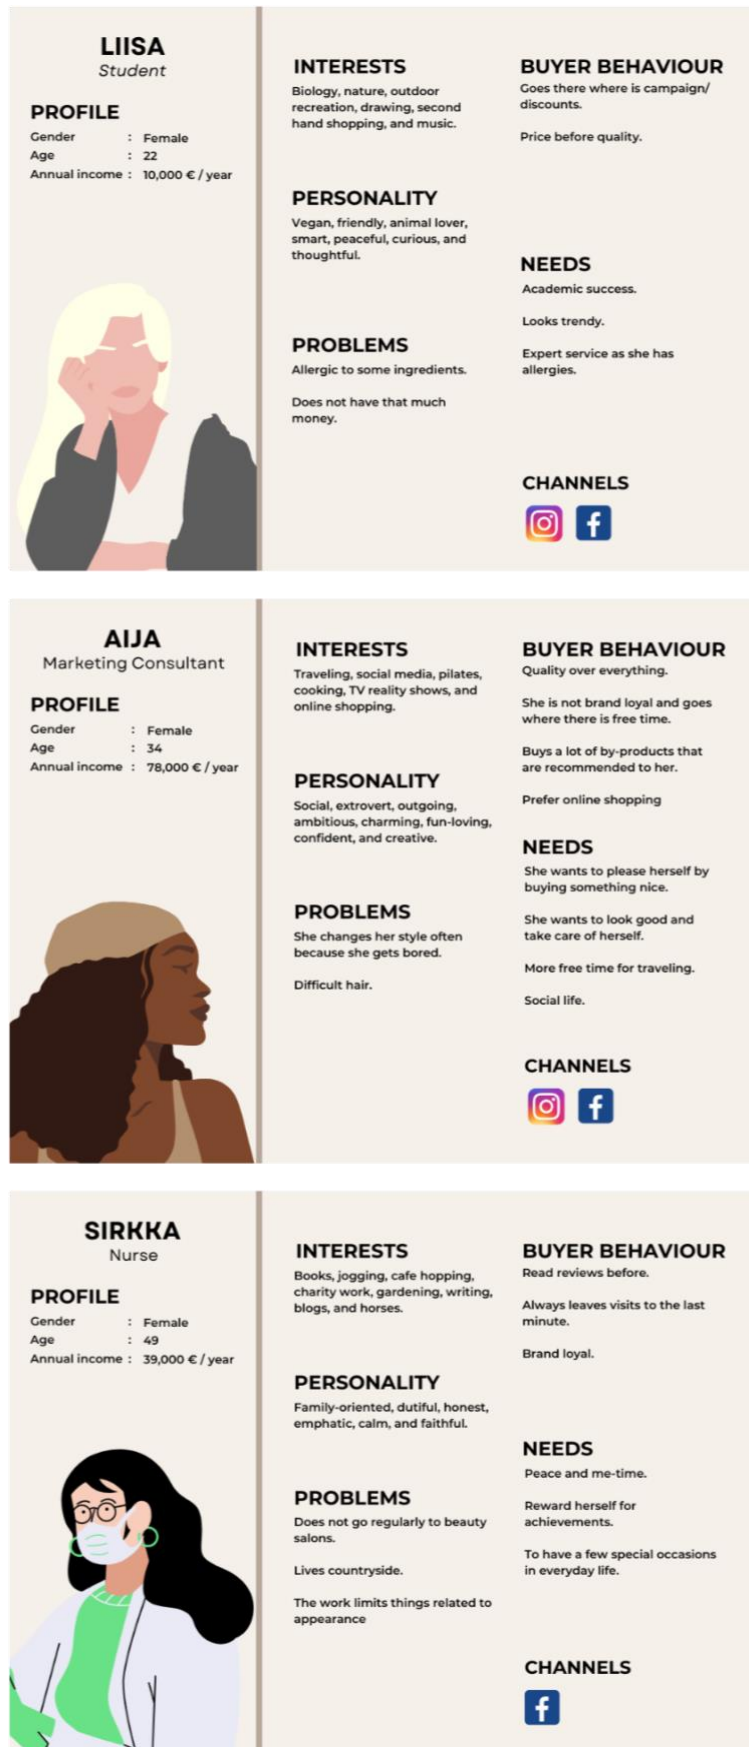 LIISA
Student
PROFILE
Gender : Female
Age : 22
Annual income : 10,000 € / year
INTERESTS
Biology, nature, outdoor
recreation, drawing, second
hand shopping, and music.
PERSONALITY
Vegan, friendly, animal lover,
smart, peaceful, curious, and
thoughtful.
PROBLEMS
Allergic to some ingredients.
Does not have that much
money.
BUYER BEHAVIOUR
Goes there where is campaign/
discounts.
Price before quality.
NEEDS
Academic success.
Looks trendy.
Expert service as she has
allergies.
CHANNELS
AIJA
Marketing Consultant
PROFILE
Gender : Female
Age : 34
Annual income : 78,000 € / year
INTERESTS
Traveling, social media, pilates,
cooking, TV reality shows, and
online shopping.
PERSONALITY
Social, extrovert, outgoing,
ambitious, charming, fun-loving,
confident, and creative.
PROBLEMS
She changes her style often
because she gets bored.
Difficult hair.
BUYER BEHAVIOUR
Quality over everything.
She is not brand loyal and goes
where there is free time.
Buys a lot of by-products that
are recommended to her.
Prefer online shopping
NEEDS
She wants to please herself by
buying something nice.
She wants to look good and
take care of herself.
More free time for traveling.
Social life.
CHANNELS
SIRKKA
Nurse
PROFILE
Gender : Female
Age : 49
Annual income : 39,000 € / year
INTERESTS
Books, jogging, cafe hopping,
charity work, gardening, writing,
blogs, and horses.
PERSONALITY
Family-oriented, dutiful, honest,
emphatic, calm, and faithful.
PROBLEMS
Does not go regularly to beauty
salons.
Lives countryside.
The work limits things related to
appearance
BUYER BEHAVIOUR
Read reviews before.
Always leaves visits to the last
minute.
Brand loyal.
NEEDS
Peace and me-time.
Reward herself for
achievements.
To have a few special occasions
in everyday life.
CHANNELS